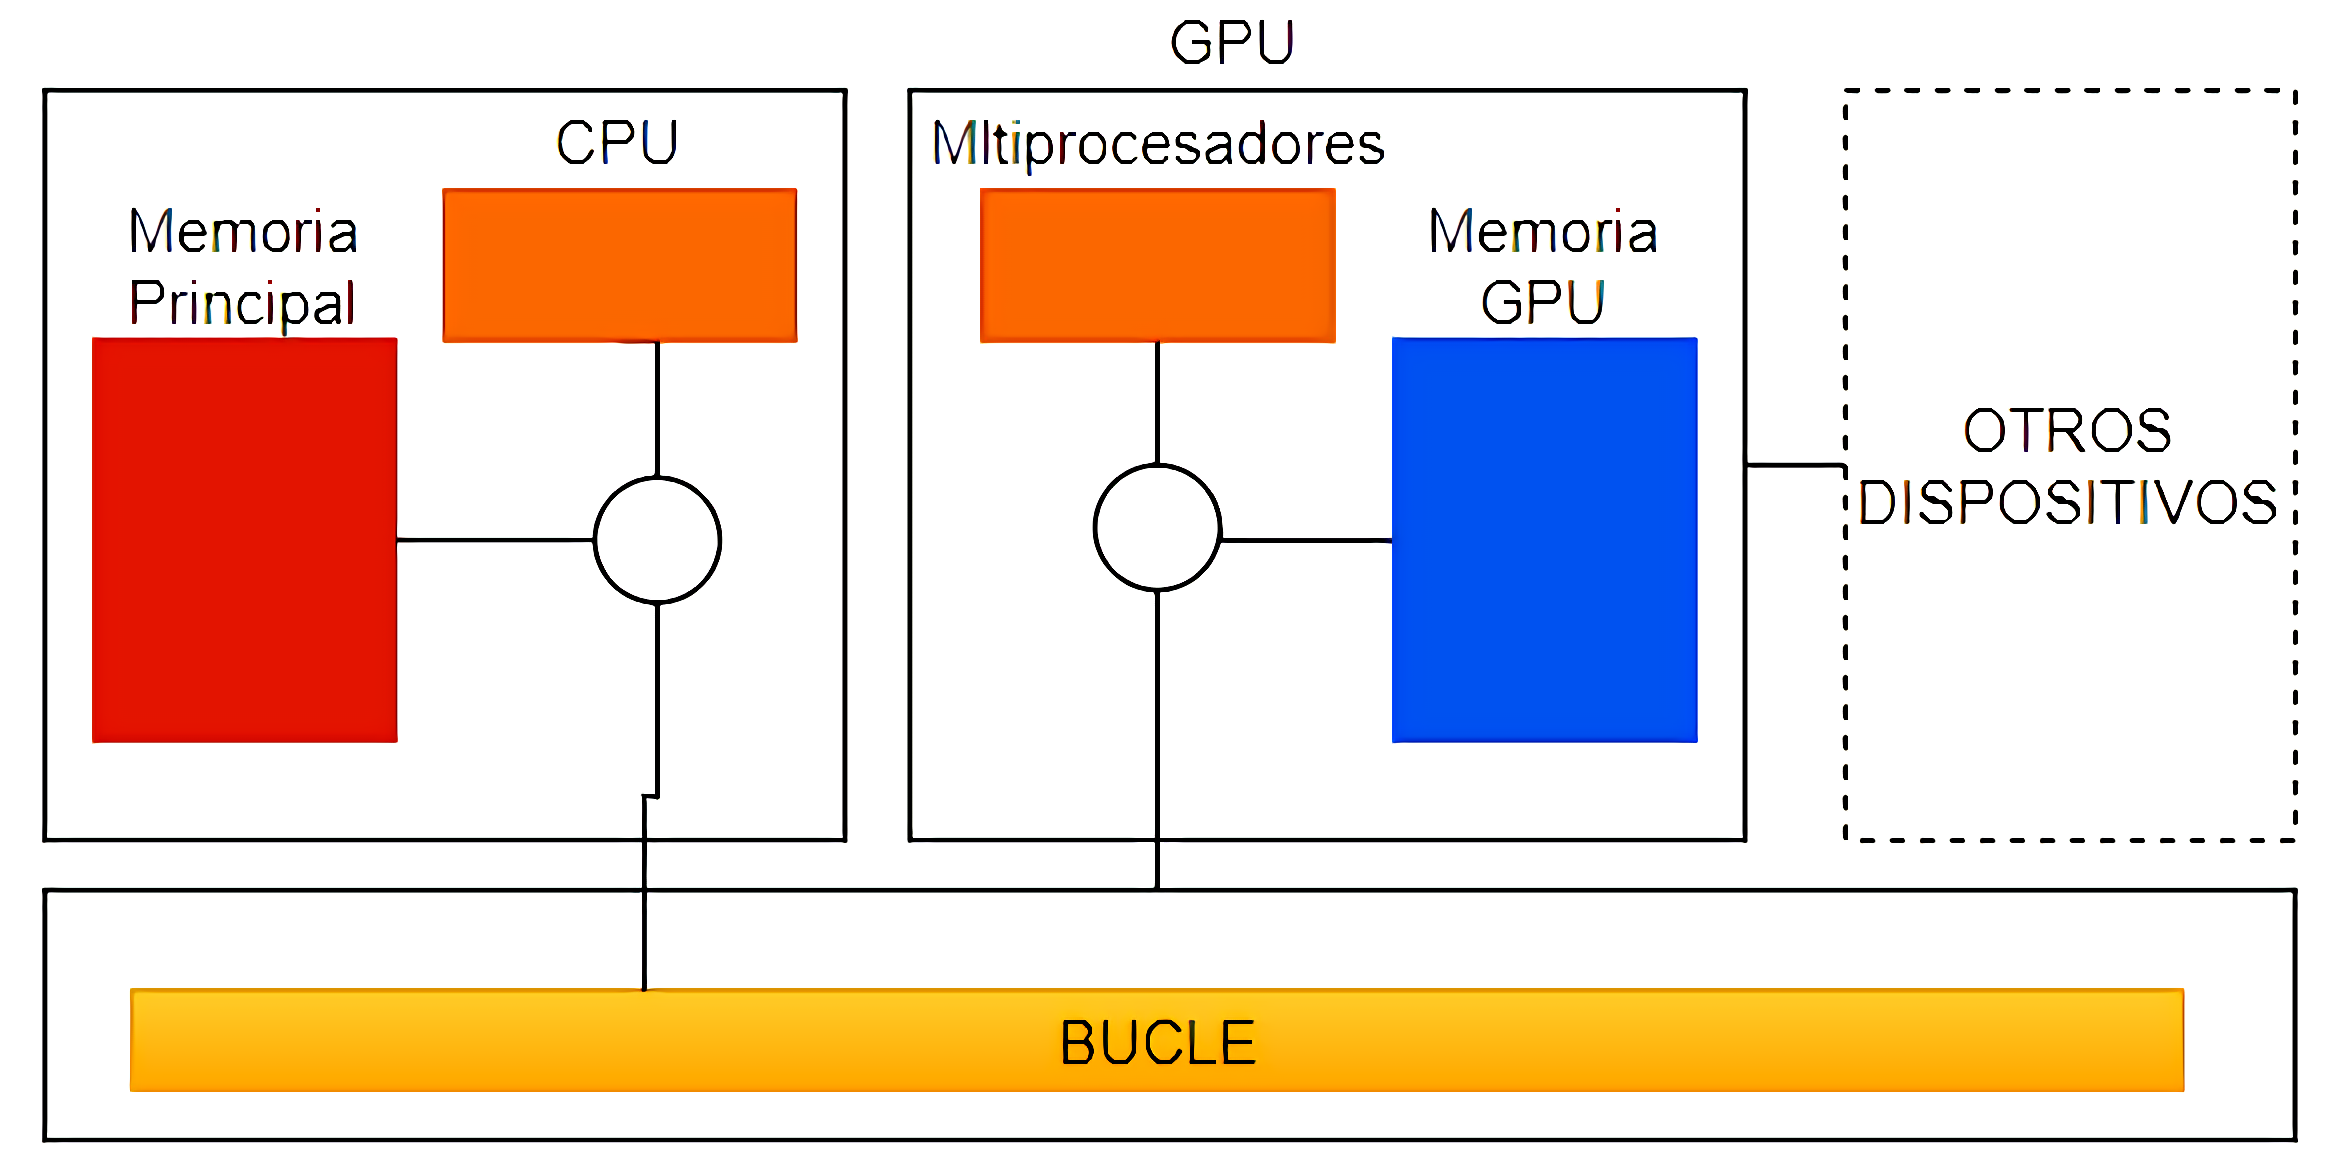 GPU
CPU
Memoria
Principal
Mltiprocesadores
Memoria
GPU
OTROS
DISPOSITIVOS
BUCLE